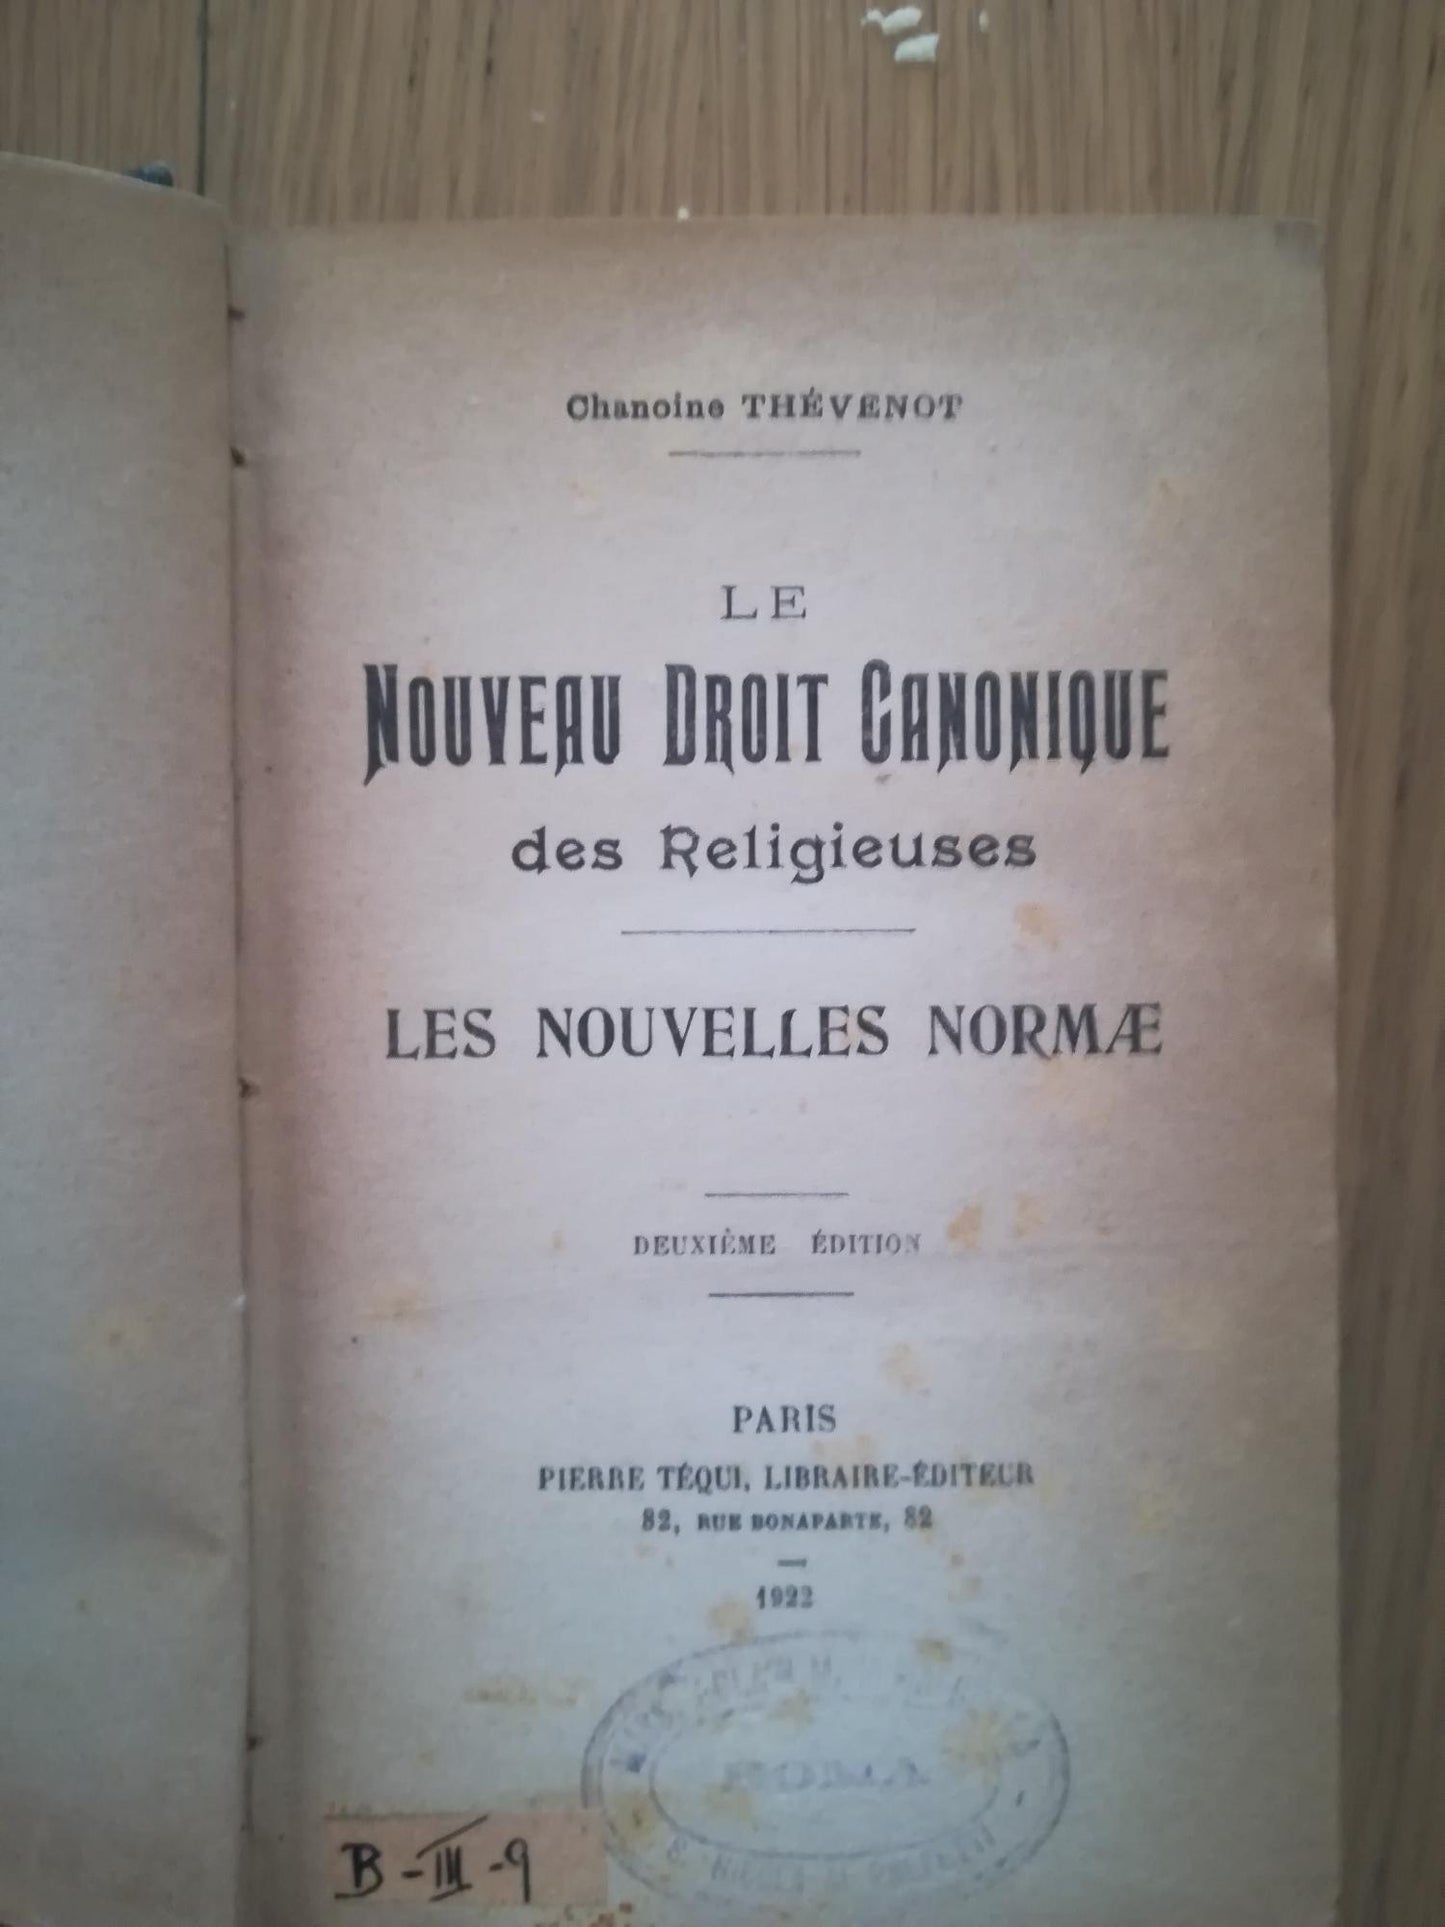 Chanoine THÉVENOT
LE
NOUVEAU DROIT CANONIQUE
des Religieuses
LES NOUVELLES NORMÆ
DEUXIÈME ÉDITION
PARIS
PIERRE TÉQUI, LIBRAIRE-ÉDITEUR
82, RUE BONAPARTE, 82
1922
B-III-9